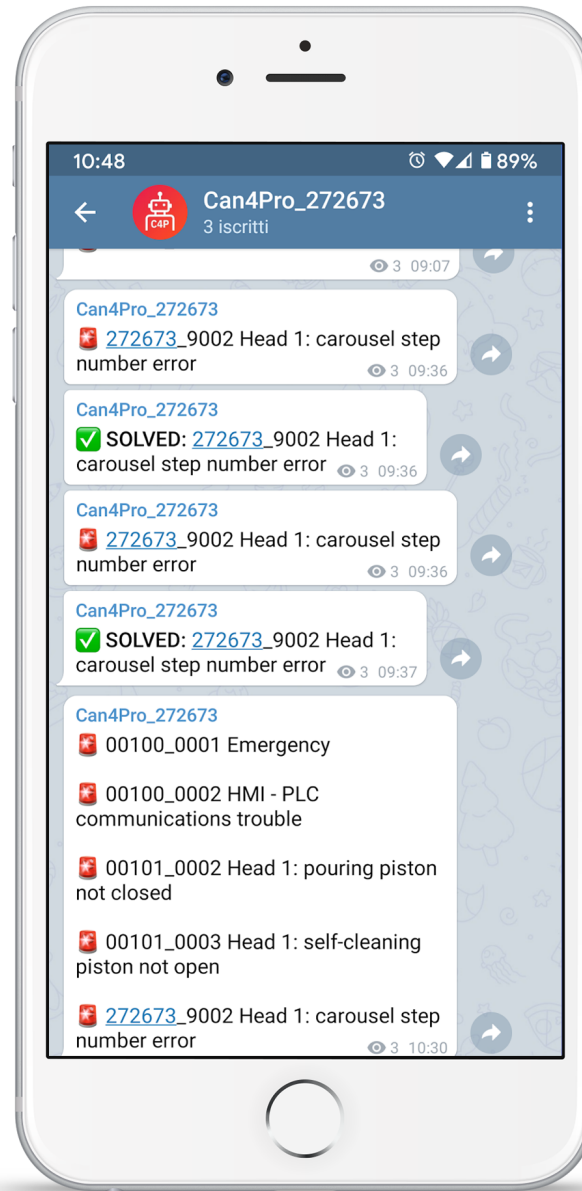 10:48
89%
C4P
Can4Pro_272673
3 iscritti
3 09:07
Can4Pro_272673
272673_9002 Head 1: carousel step
number error
3 09:36
Can4Pro_272673
SOLVED: 272673_9002 Head 1:
carousel step number error
3 09:36
Can4Pro_272673
272673_9002 Head 1: carousel step
number error
3 09:36
Can4Pro_272673
SOLVED: 272673_9002 Head 1:
carousel step number error
3 09:37
Can4Pro_272673
00100_0001 Emergency
00100_0002 HMI - PLC
communications trouble
00101_0002 Head 1: pouring piston
not closed
00101_0003 Head 1: self-cleaning
piston not open
272673_9002 Head 1: carousel step
number error
3 10:30